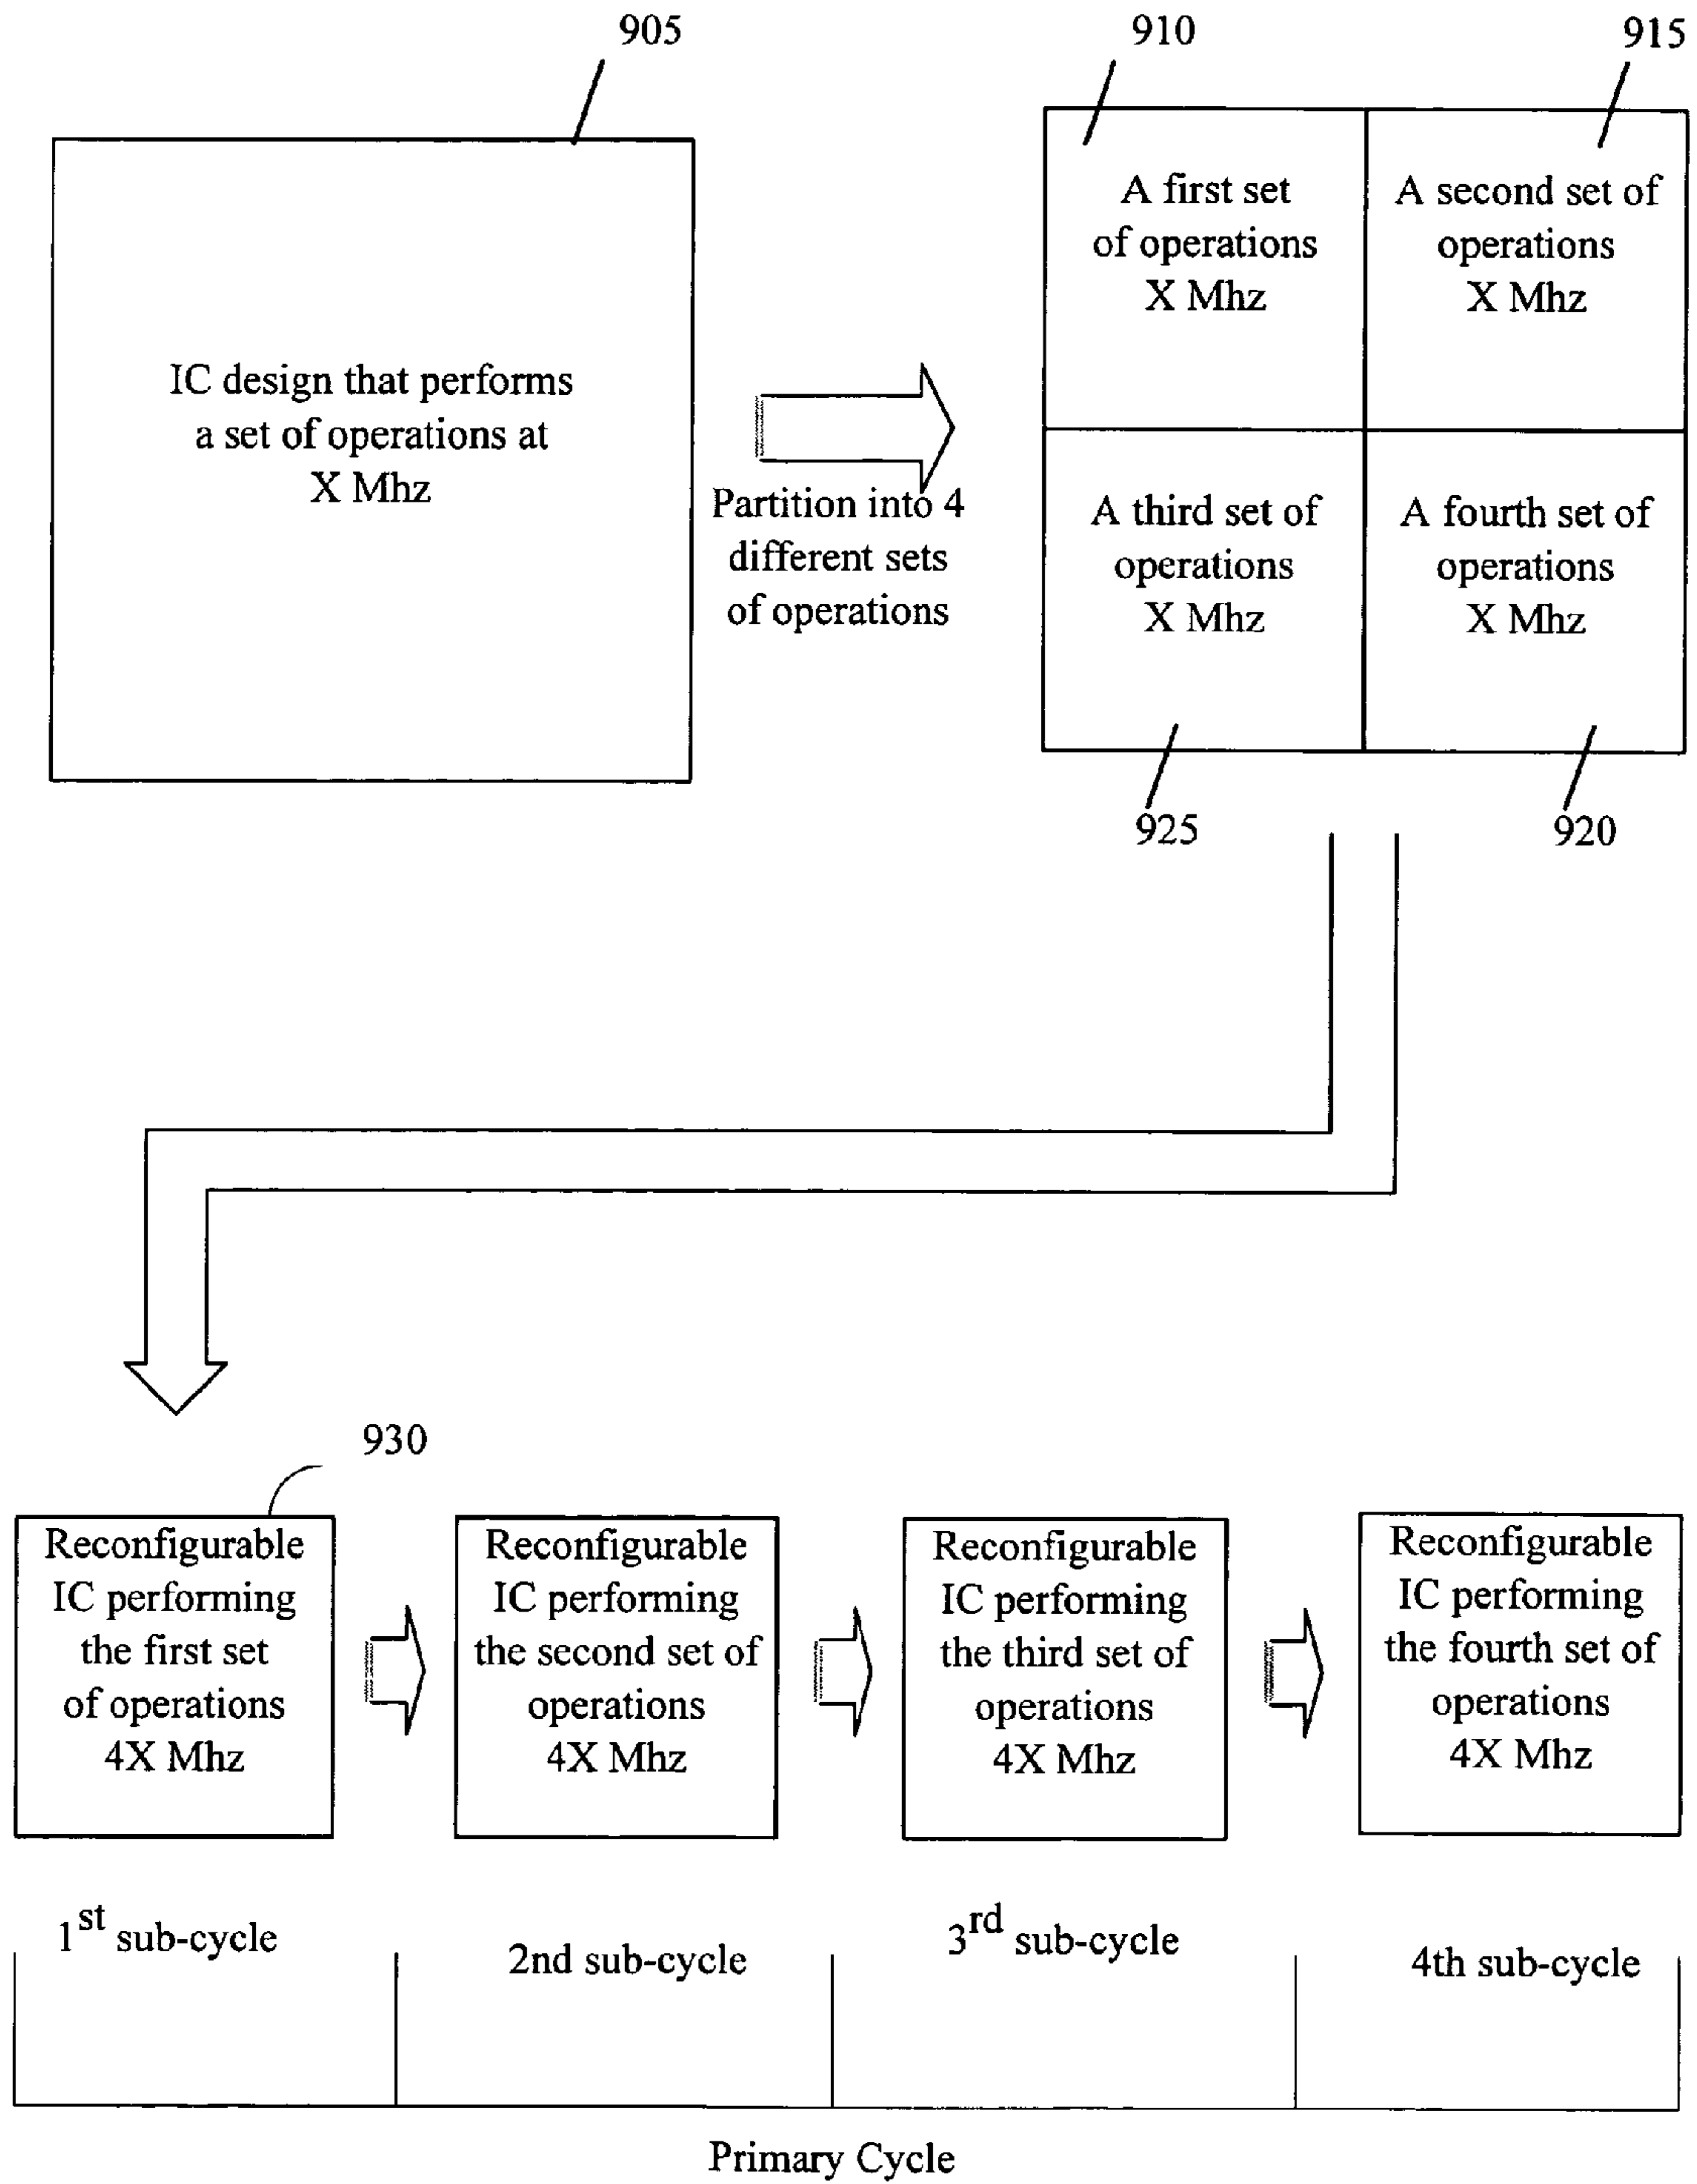 905
910
915
IC design that performs
a set of operations at
X Mhz
Partition into 4
different sets
of operations
A first set
of operations
X Mhz
A second set of
operations
X Mhz
A third set of
operations
X Mhz
A fourth set of
operations
X Mhz
925
920
930
Reconfigurable
IC performing
the first set
of operations
4X Mhz
Reconfigurable
IC performing
the second set of
operations
4X Mhz
Reconfigurable
IC performing
the third set of
operations
4X Mhz
Reconfigurable
IC performing
the fourth set of
operations
4X Mhz
1st sub-cycle
2nd sub-cycle
3rd sub-cycle
4th sub-cycle
Primary Cycle